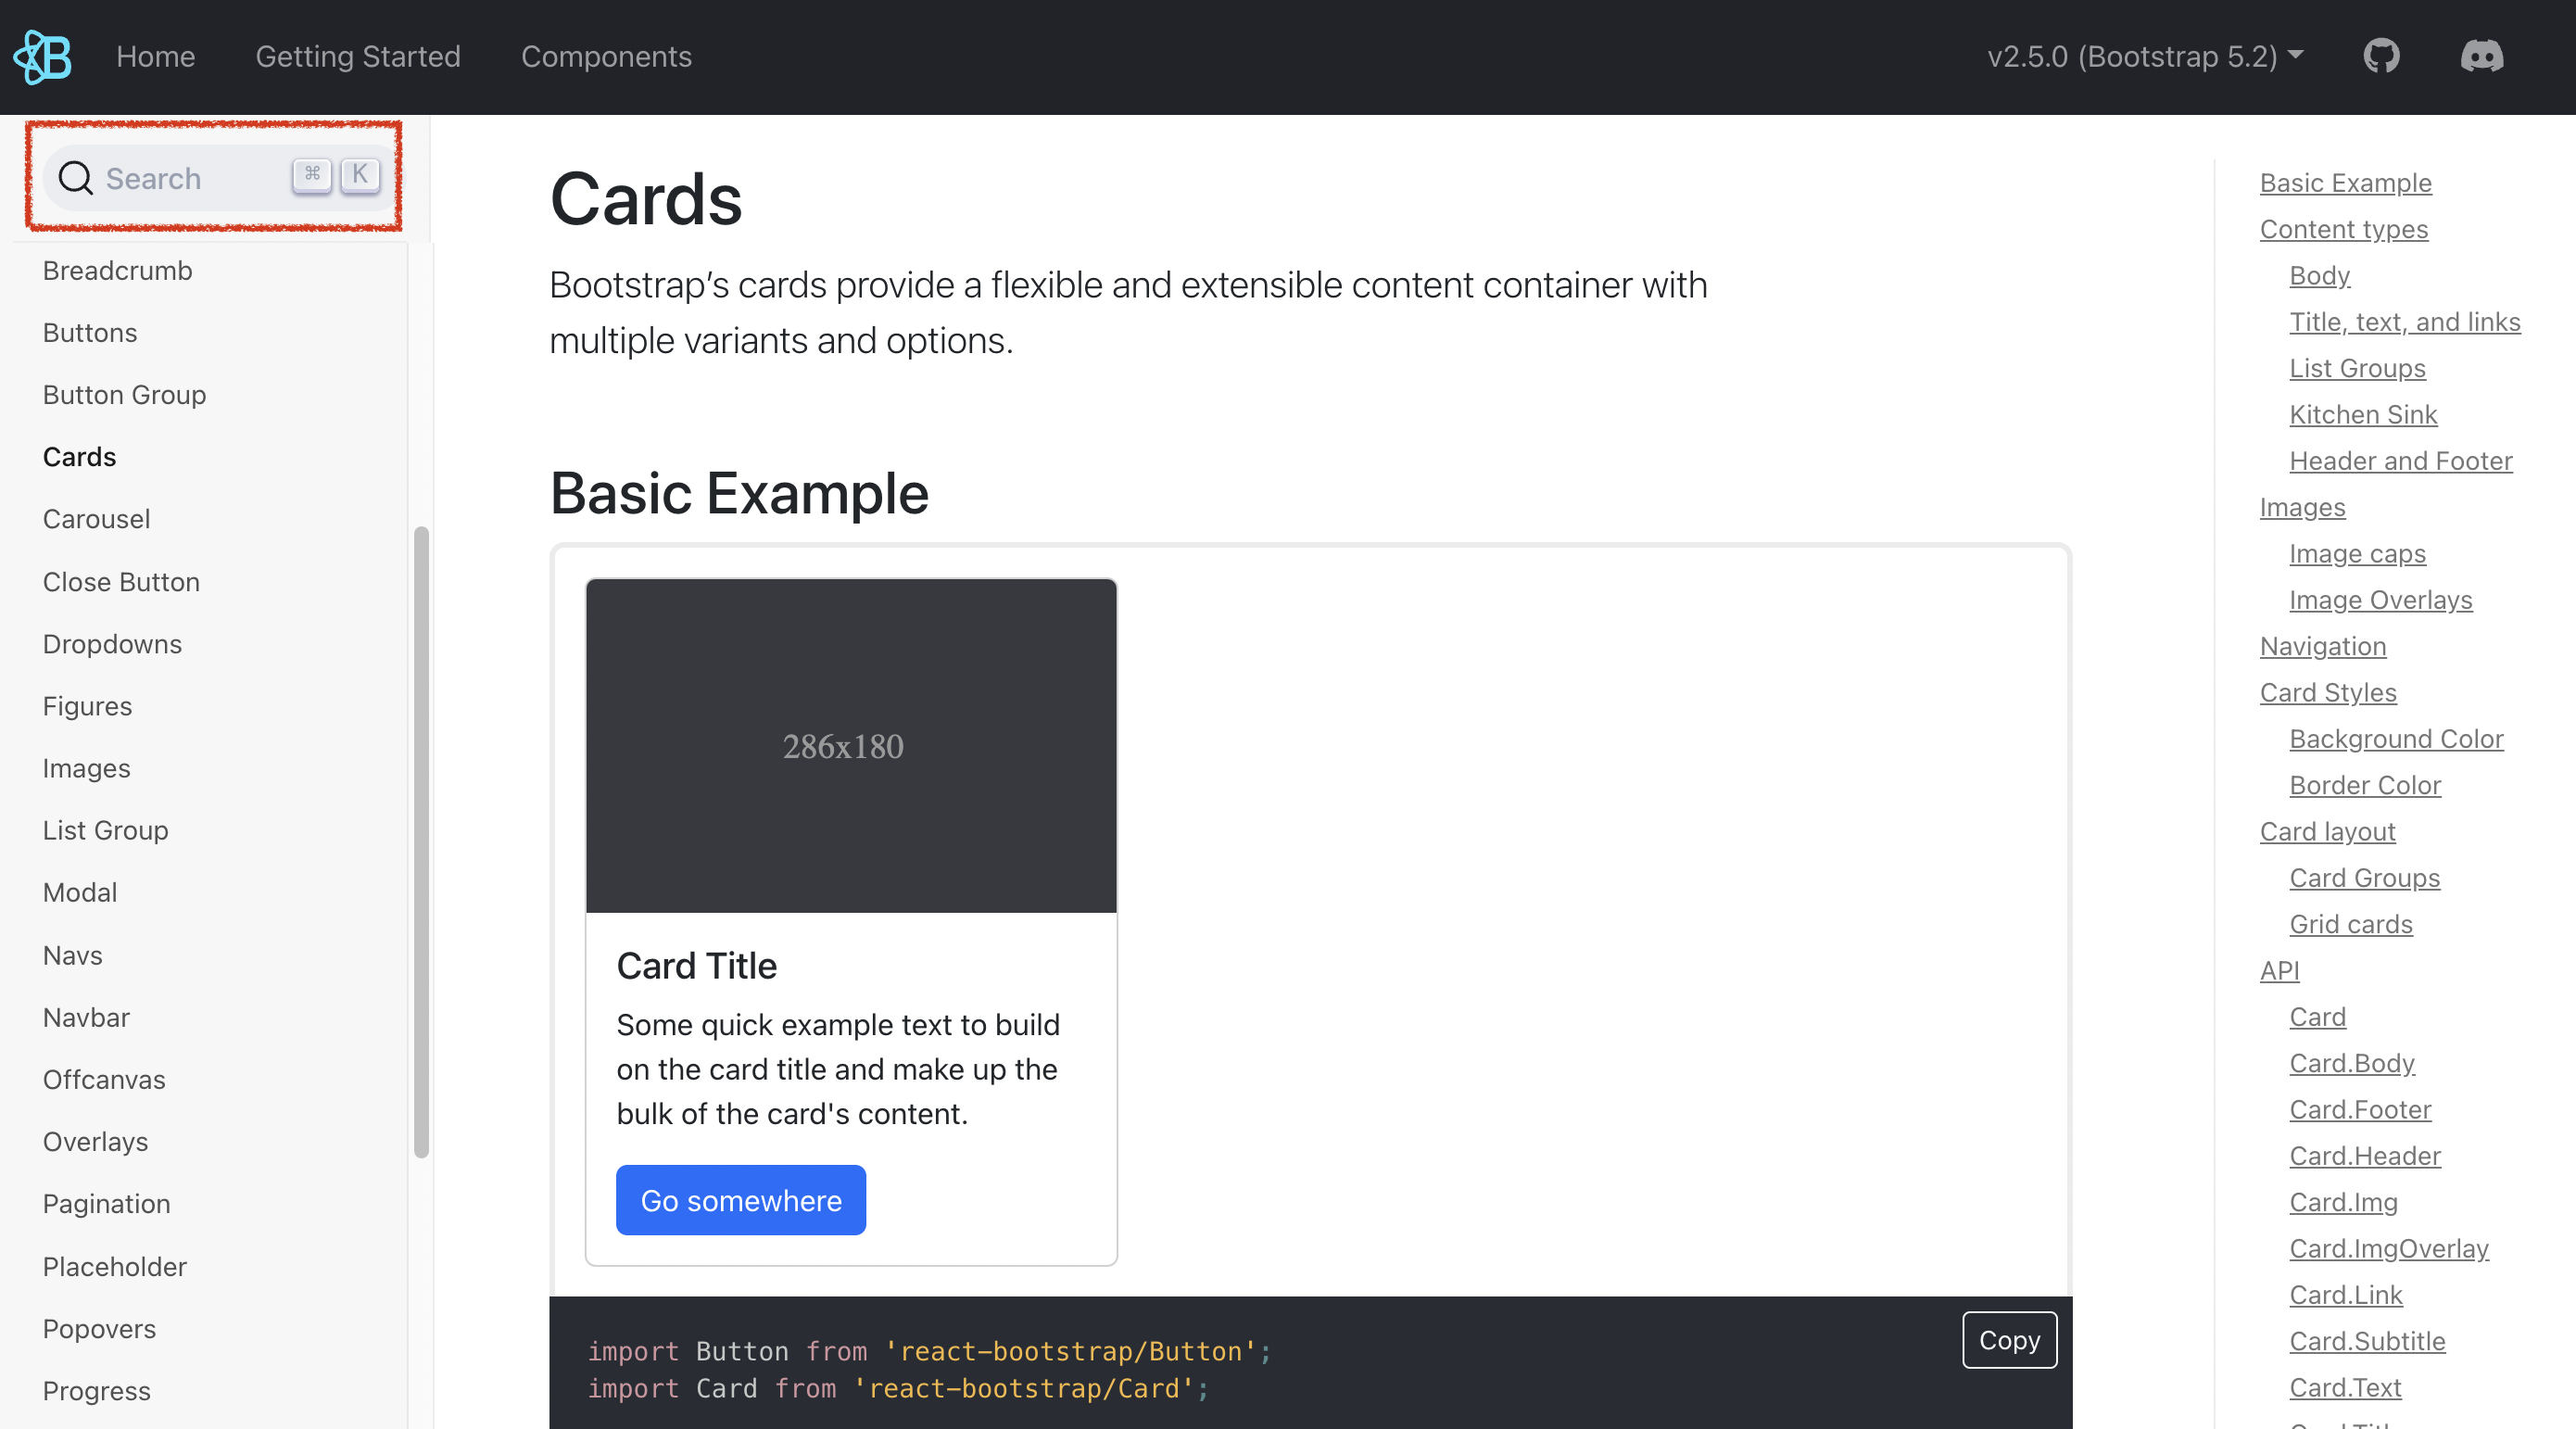 B Home Getting Started Components v2.5.0 (Bootstrap 5.2)
Search ⌘ K
Breadcrumb
Buttons
Button Group
Cards
Carousel
Close Button
Dropdowns
Figures
Images
List Group
Modal
Navs
Navbar
Offcanvas
Overlays
Pagination
Placeholder
Popovers
Progress
Cards
Bootstrap’s cards provide a flexible and extensible content container with
multiple variants and options.
Basic Example
286x180
Card Title
Some quick example text to build
on the card title and make up the
bulk of the card's content.
Go somewhere
Copy
import Button from 'react-bootstrap/Button';
import Card from 'react-bootstrap/Card';
Basic Example
Content types
Body
Title, text, and links
List Groups
Kitchen Sink
Header and Footer
Images
Image caps
Image Overlays
Navigation
Card Styles
Background Color
Border Color
Card layout
Card Groups
Grid cards
API
Card
Card.Body
Card.Footer
Card.Header
Card.Img
Card.ImgOverlay
Card.Link
Card.Subtitle
Card.Text